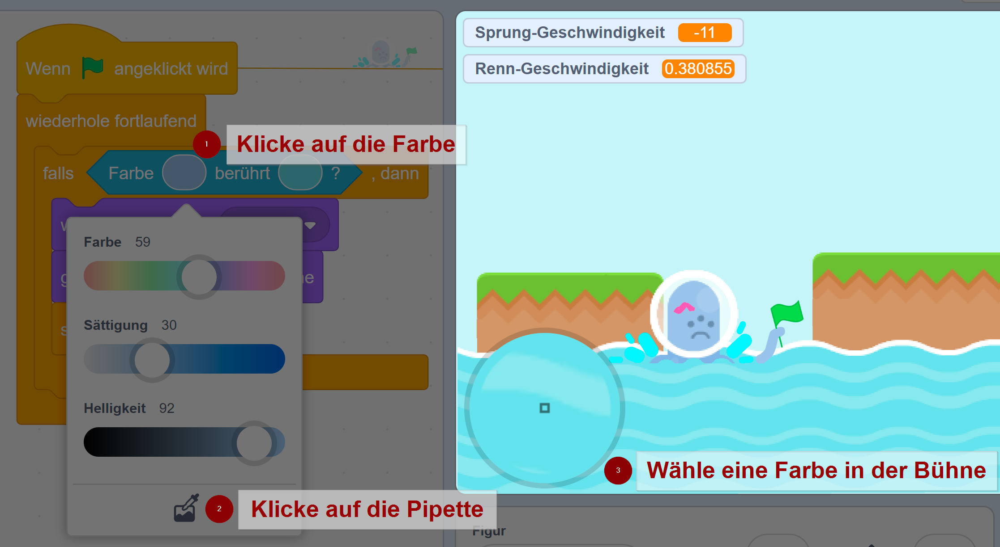 Wenn angeklickt wird
wiederhole fortlaufend
1 Klicke auf die Farbe
falls Farbe berührt ? , dann
Farbe 59
Sättigung 30
Helligkeit 92
2 Klicke auf die Pipette
Sprung-Geschwindigkeit -11
Renn-Geschwindigkeit 0.380855
3 Wähle eine Farbe in der Bühne
Figur